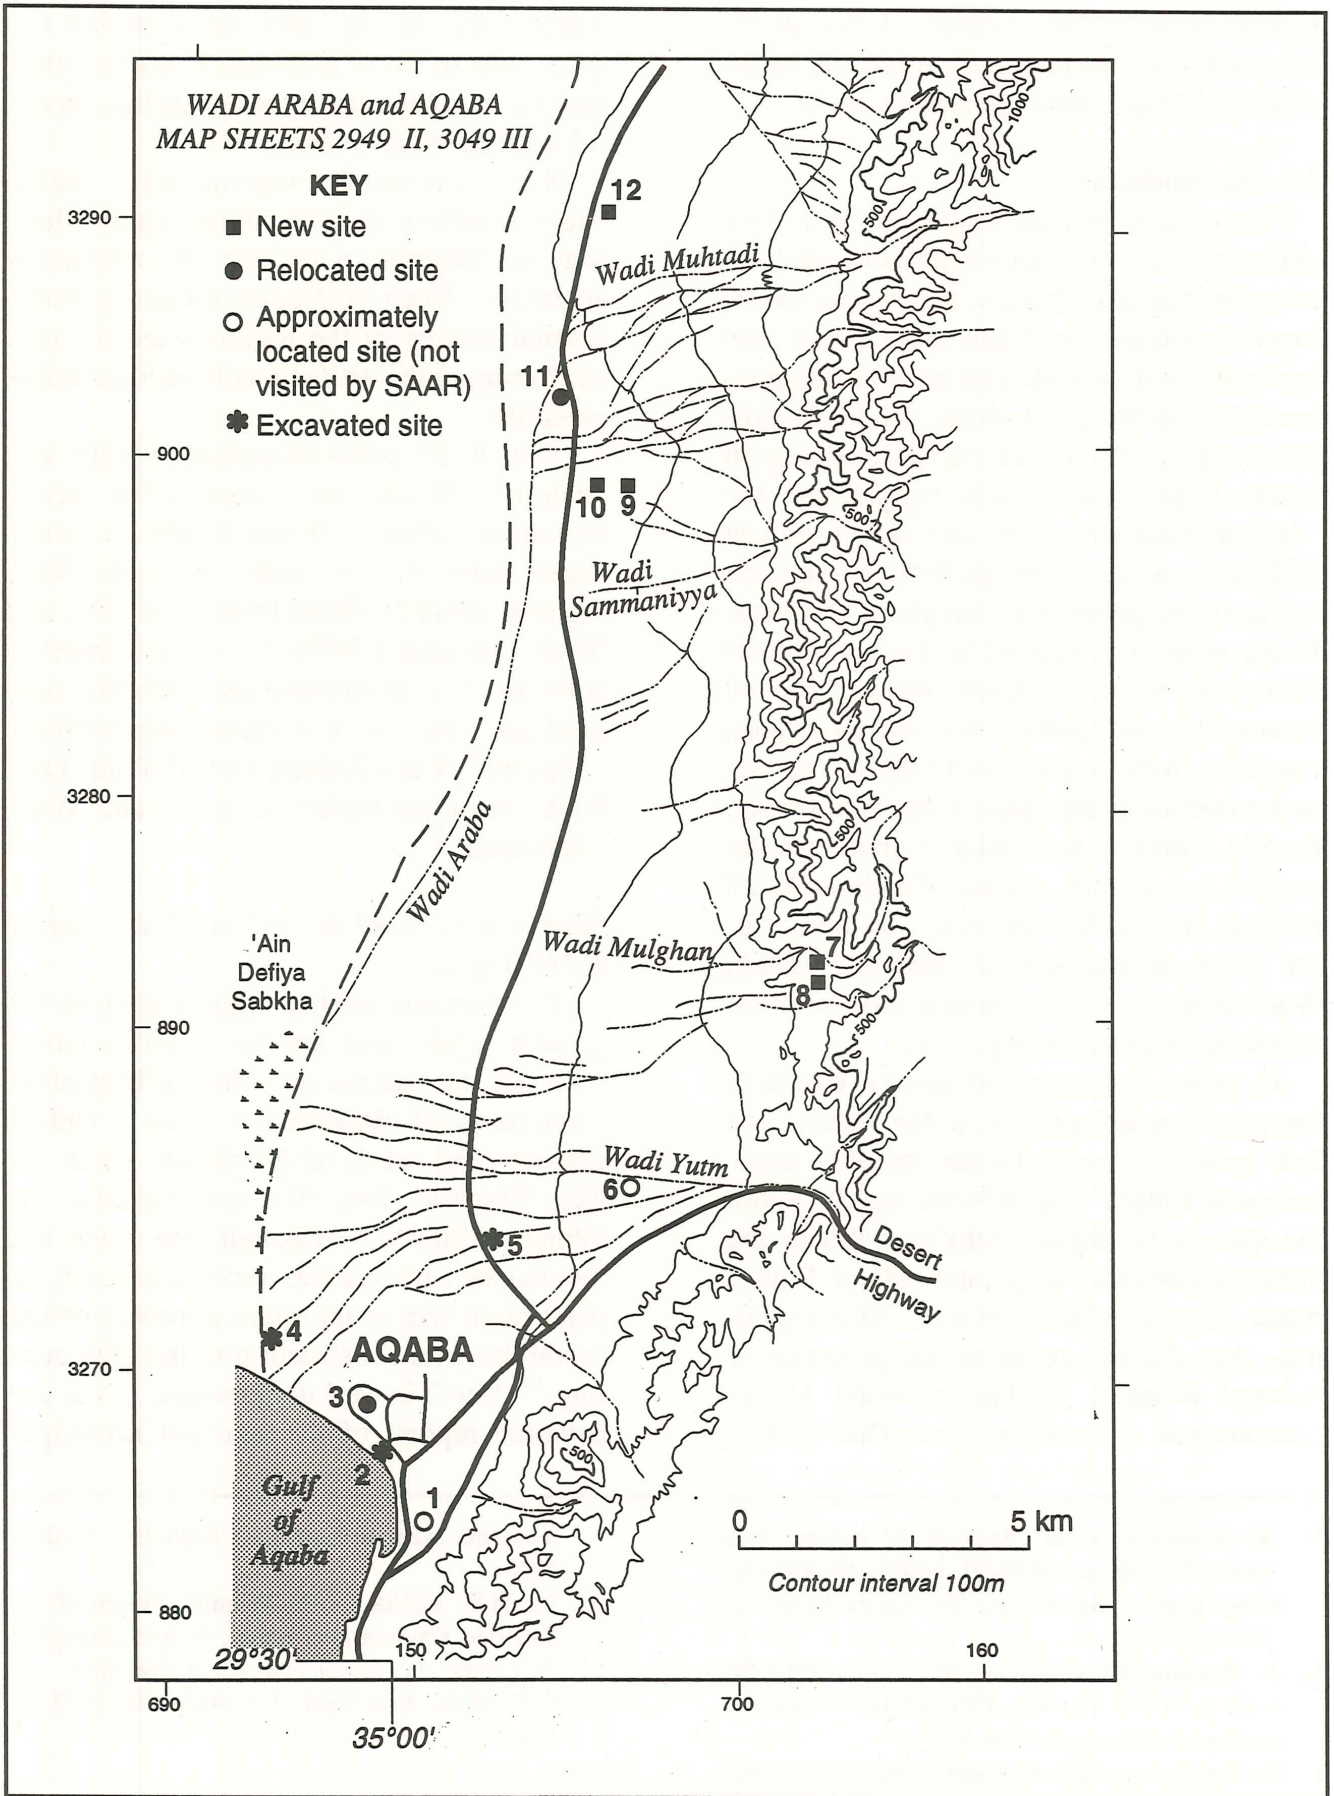 WADI ARABA and AQABA
MAP SHEETS 2949 II, 3049 III
KEY
New site
Relocated site
Approximately
located site (not
visited by SAAR)
Excavated site
1000
12
3290
500
Wadi Muhtadi
11
900
10 9
500
Wadi
Sammaniyya
3280
500
Wadi Araba
'Ain
Defiya
Sabkha
Wadi Mulghan
7
8
890
500
Wadi Yutm
6
5
Desert
Highway
4
AQABA
3270
3
2
500
Gulf
of
Aqaba
1
0 5 km
Contour interval 100m
880
29°30'
150
160
690
700
35°00'